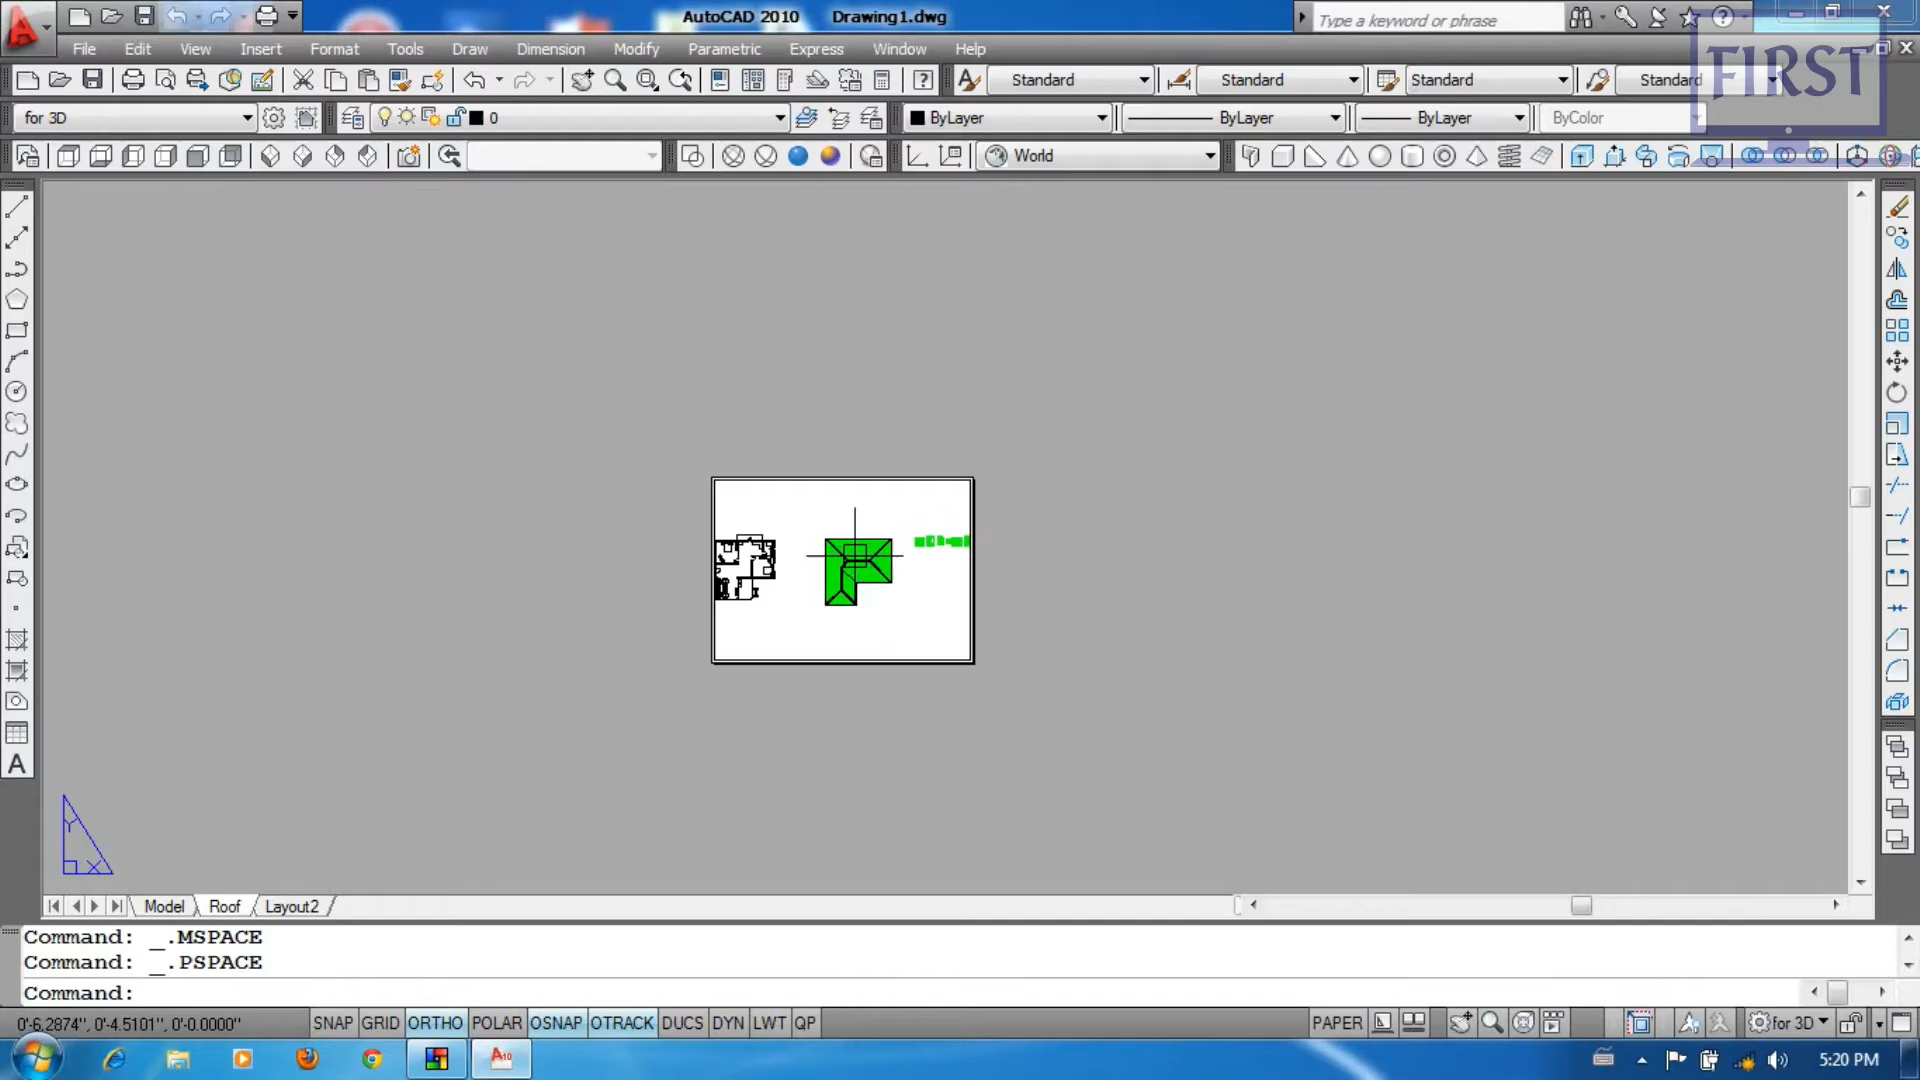 AutoCAD 2010 Drawing1.dwg
Type a keyword or phrase
File Edit View Insert Format Tools Draw Dimension Modify Parametric Express Window Help
FIRST
Standard Standard Standard Standard
for 3D 0 ByLayer ByLayer ByLayer ByColor
World
Y
X
A
Model Roof Layout2
Command: _.MSPACE
Command: _.PSPACE
Command:
0'-6.2874", 0'-4.5101, 0'-0.0000" SNAP GRID ORTHO POLAR OSNAP OTRACK DUCS DYN LWT QP PAPER for 3D
5:20 PM